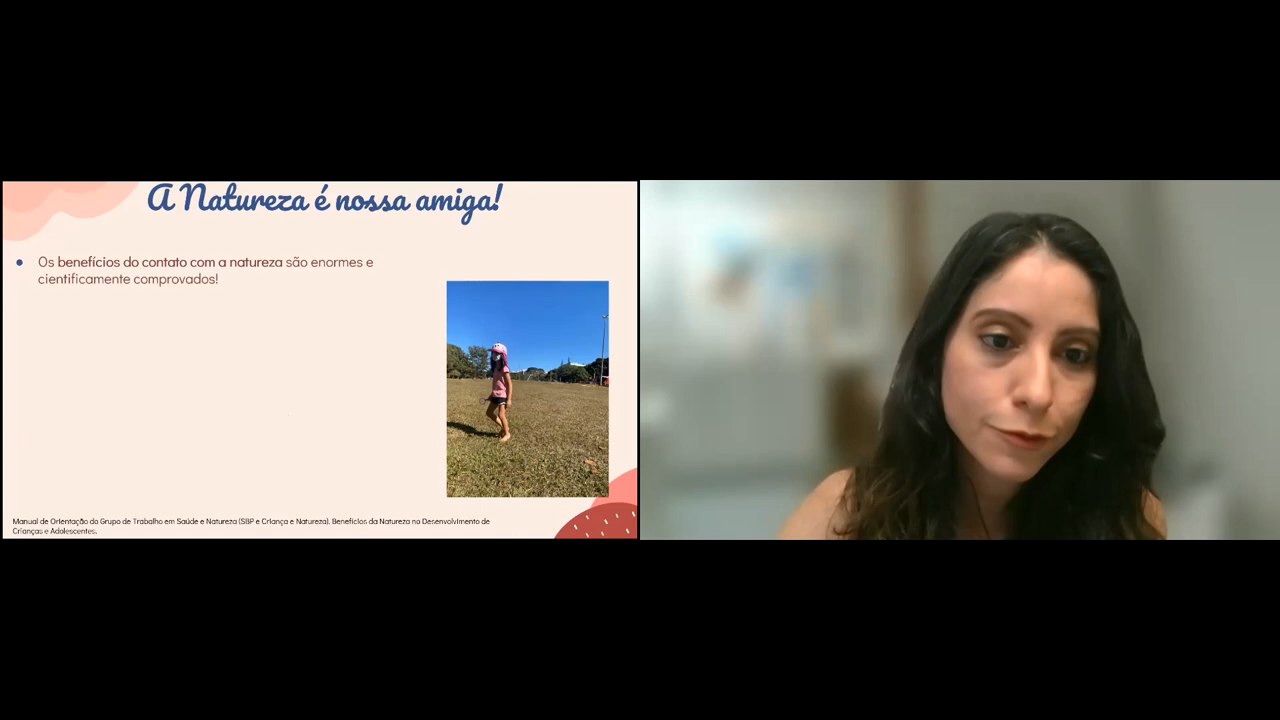 A Natureza é nossa amiga!
Os benefícios do contato com a natureza são enormes e
cientificamente comprovados!
Manual de Orientação do Grupo de Trabalho em Saúde e Natureza (SBP e Criança e Natureza). Benefícios da Natureza no Desenvolvimento de
Crianças e Adolescentes.